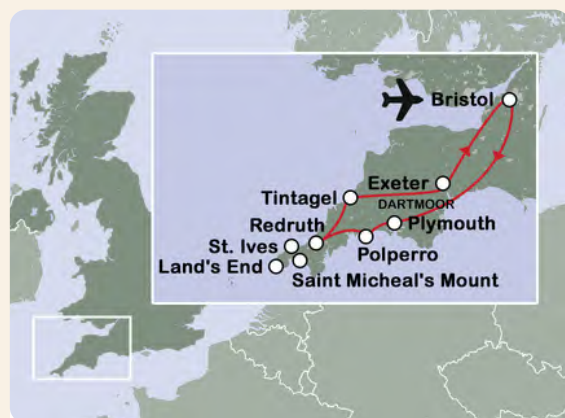 Bristol
Exeter
Tintagel
DARTMOOR
Redruth
Plymouth
St. Ives
Polperro
Land's End
Saint Micheal's Mount